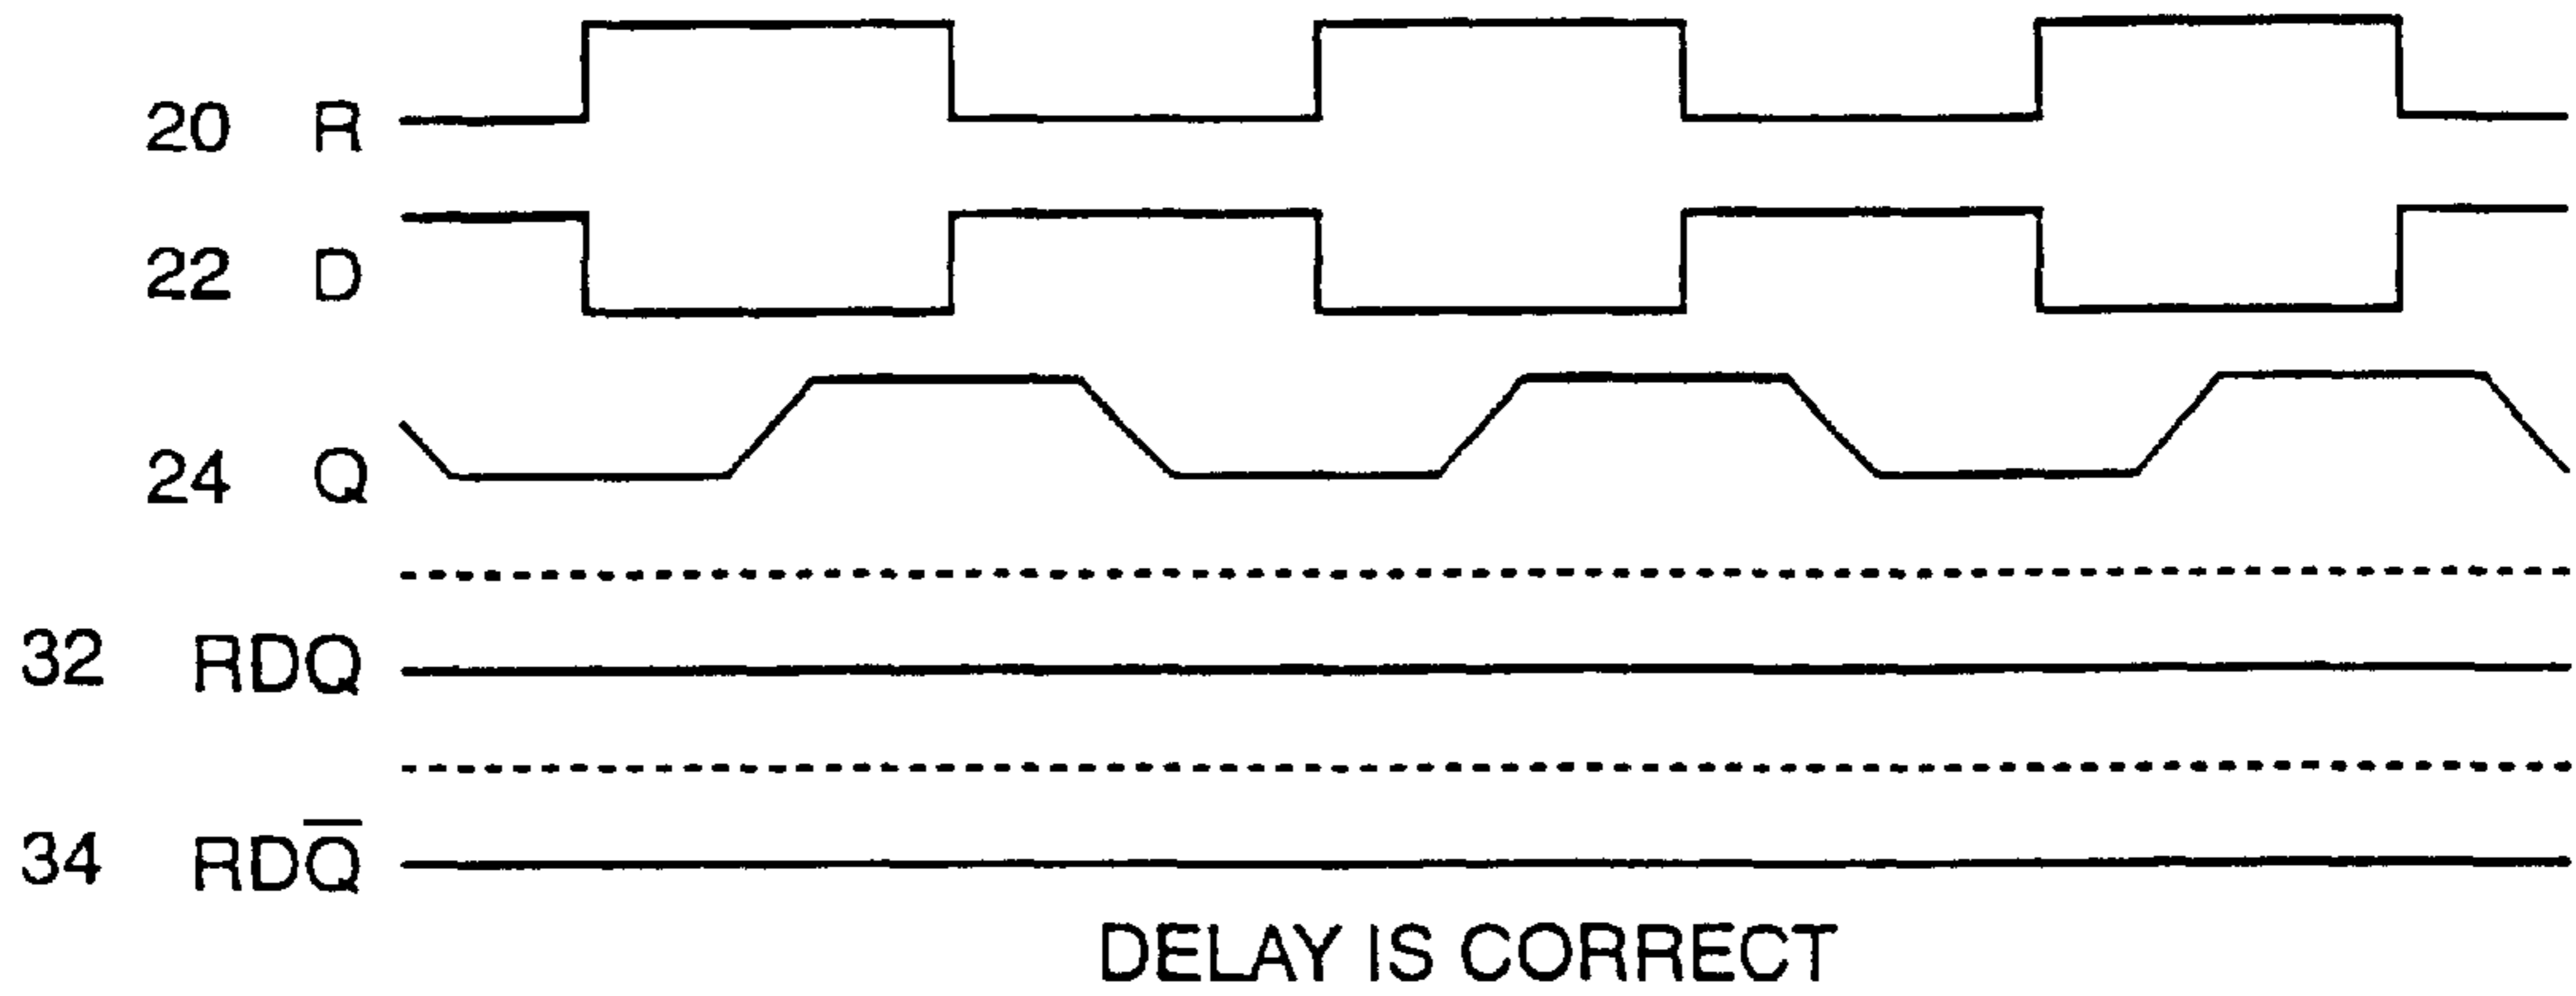 20 R
22 D
24 Q
32 RDQ
34 RDQ̅
DELAY IS CORRECT